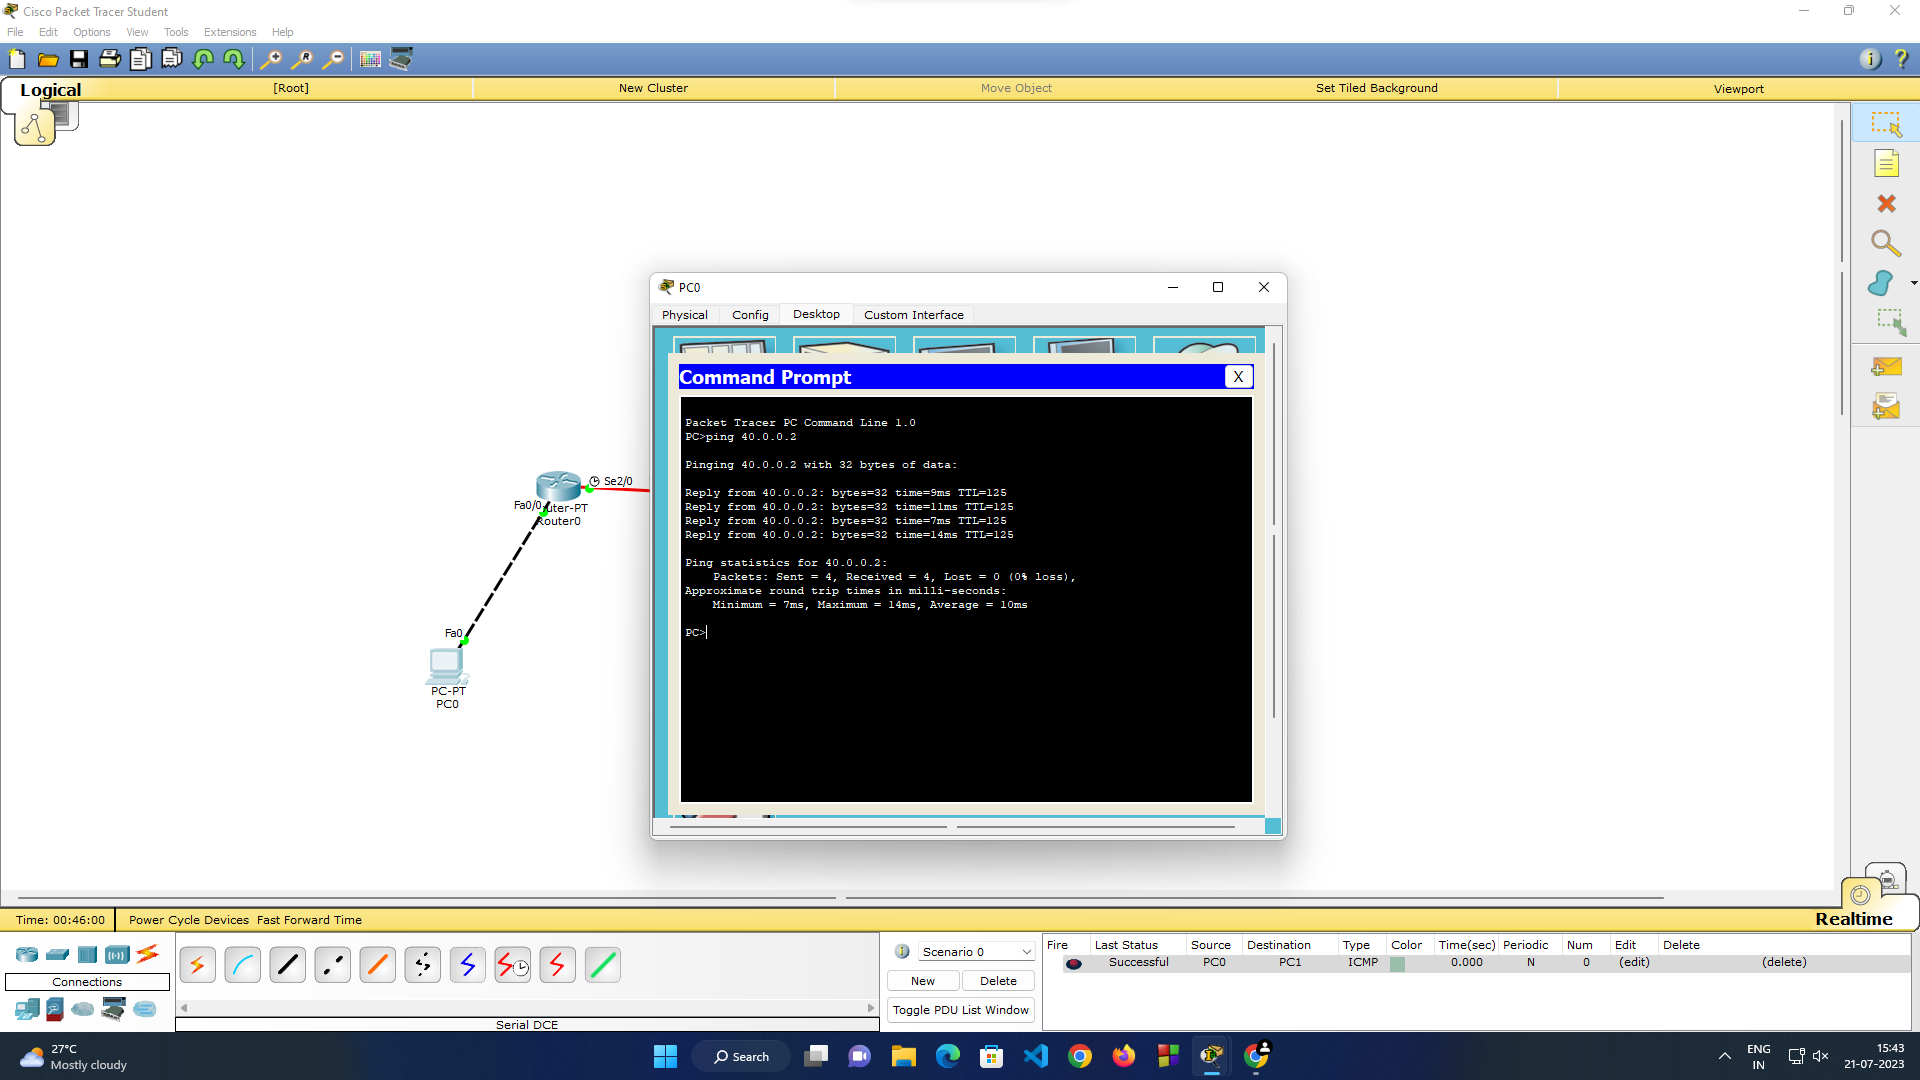 Cisco Packet Tracer Student
File Edit Options View Tools Extensions Help
Logical [Root] New Cluster Move Object Set Tiled Background Viewport
PC0
Physical Config Desktop Custom Interface
Command Prompt X
Packet Tracer PC Command Line 1.0
PC>ping 40.0.0.2
Pinging 40.0.0.2 with 32 bytes of data:
Reply from 40.0.0.2: bytes=32 time=9ms TTL=125
Reply from 40.0.0.2: bytes=32 time=11ms TTL=125
Reply from 40.0.0.2: bytes=32 time=7ms TTL=125
Reply from 40.0.0.2: bytes=32 time=14ms TTL=125
Ping statistics for 40.0.0.2:
Packets: Sent = 4, Received = 4, Lost = 0 (0% loss),
Approximate round trip times in milli-seconds:
Minimum = 7ms, Maximum = 14ms, Average = 10ms
PC>
Se2/0
Fa0/0 uter-PT
Router0
Fa0
PC-PT
PC0
Time: 00:46:00 Power Cycle Devices Fast Forward Time
Realtime
Connections
Serial DCE
Scenario 0
New Delete
Toggle PDU List Window
Fire Last Status Source Destination Type Color Time(sec) Periodic Num Edit Delete
Successful PC0 PC1 ICMP 0.000 N 0 (edit) (delete)
27°C
Mostly cloudy
Search
ENG
IN
15:43
21-07-2023